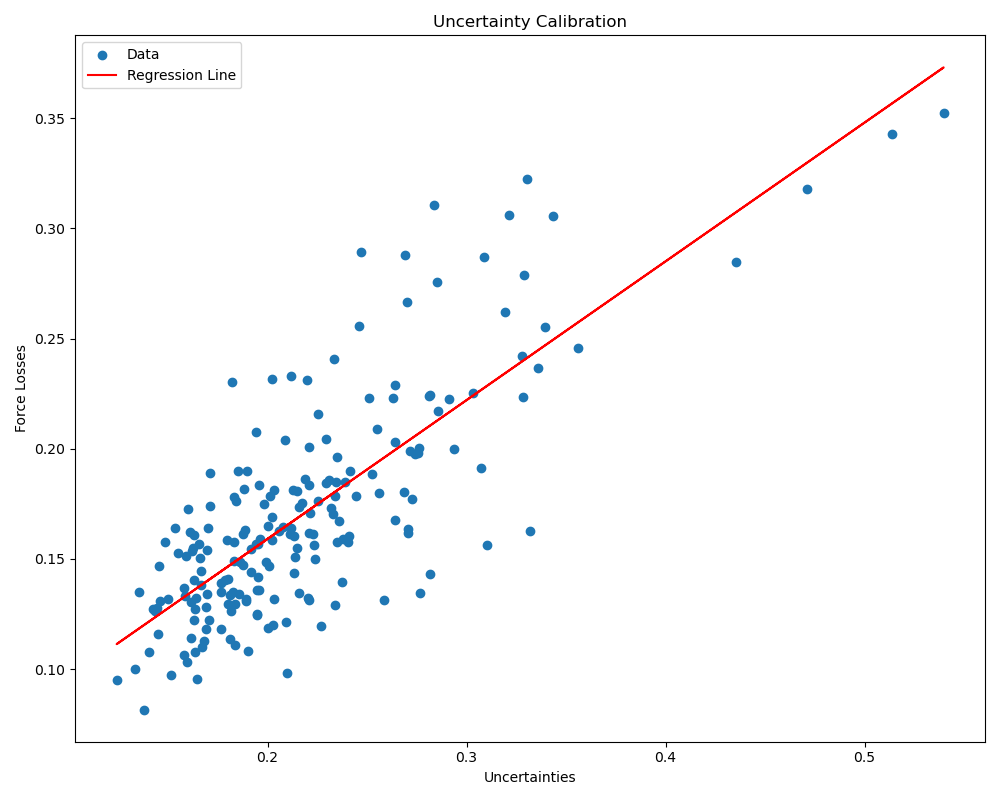 Uncertainty Calibration
Data
Regression Line
0.35
0.30
0.25
0.20
0.15
0.10
Force Losses
0.2 0.3 0.4 0.5
Uncertainties